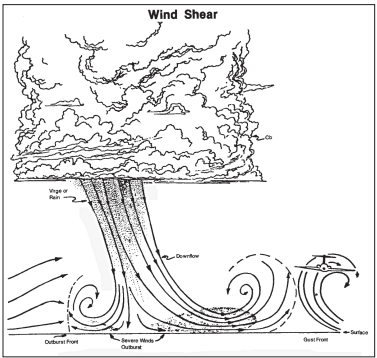 Wind Shear
Cb
Virga or
Rain
Downflow
Outburst Front
Severe Winds
Outburst
Surface
Gust Front